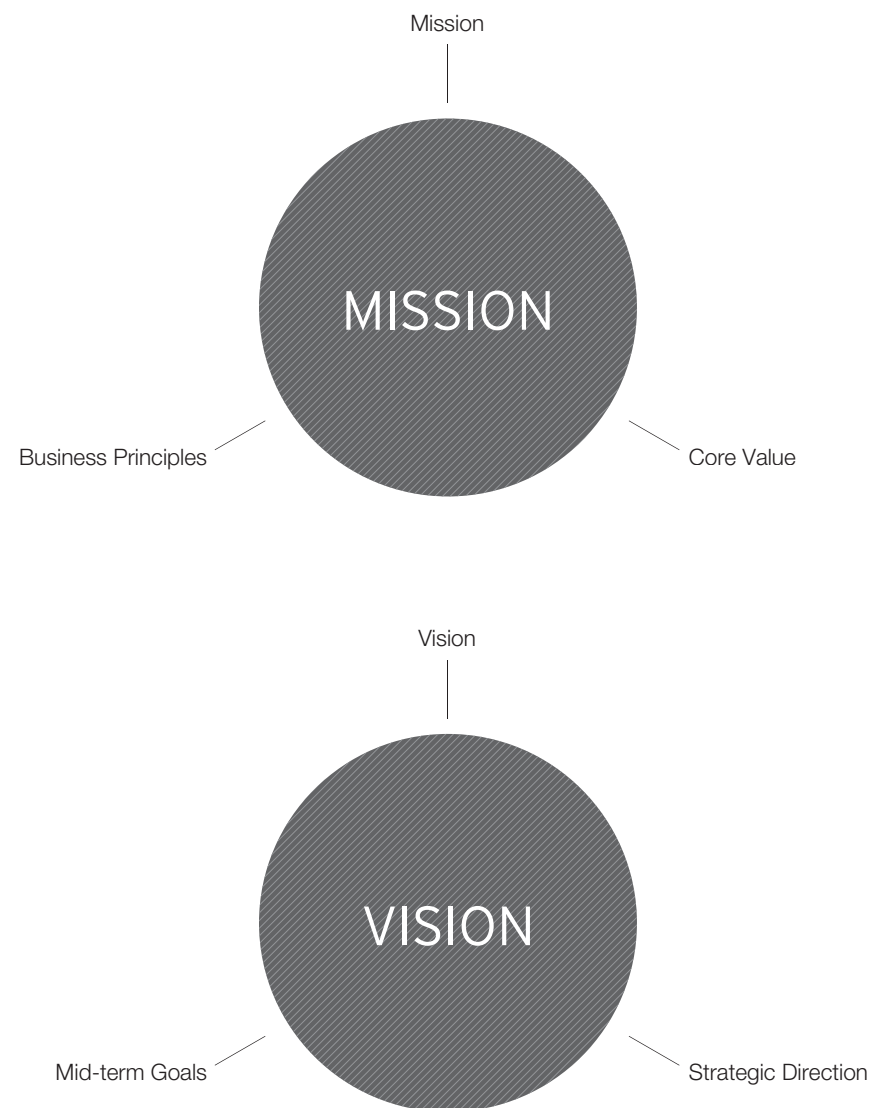 Mission
MISSION
Business Principles
Core Value
Vision
VISION
Mid-term Goals
Strategic Direction